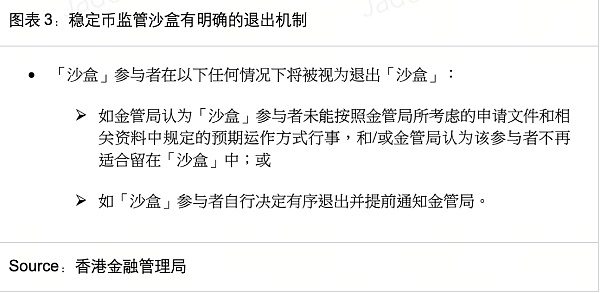 图表 3：稳定币监管沙盒有明确的退出机制
• 「沙盒」参与者在以下任何情况下将被视为退出「沙盒」：
➢ 如金管局认为「沙盒」参与者未能按照金管局所考虑的申请文件和相
关资料中规定的预期运作方式行事，和/或金管局认为该参与者不再
适合留在「沙盒」中；或
➢ 如「沙盒」参与者自行决定有序退出并提前通知金管局。
Source：香港金融管理局